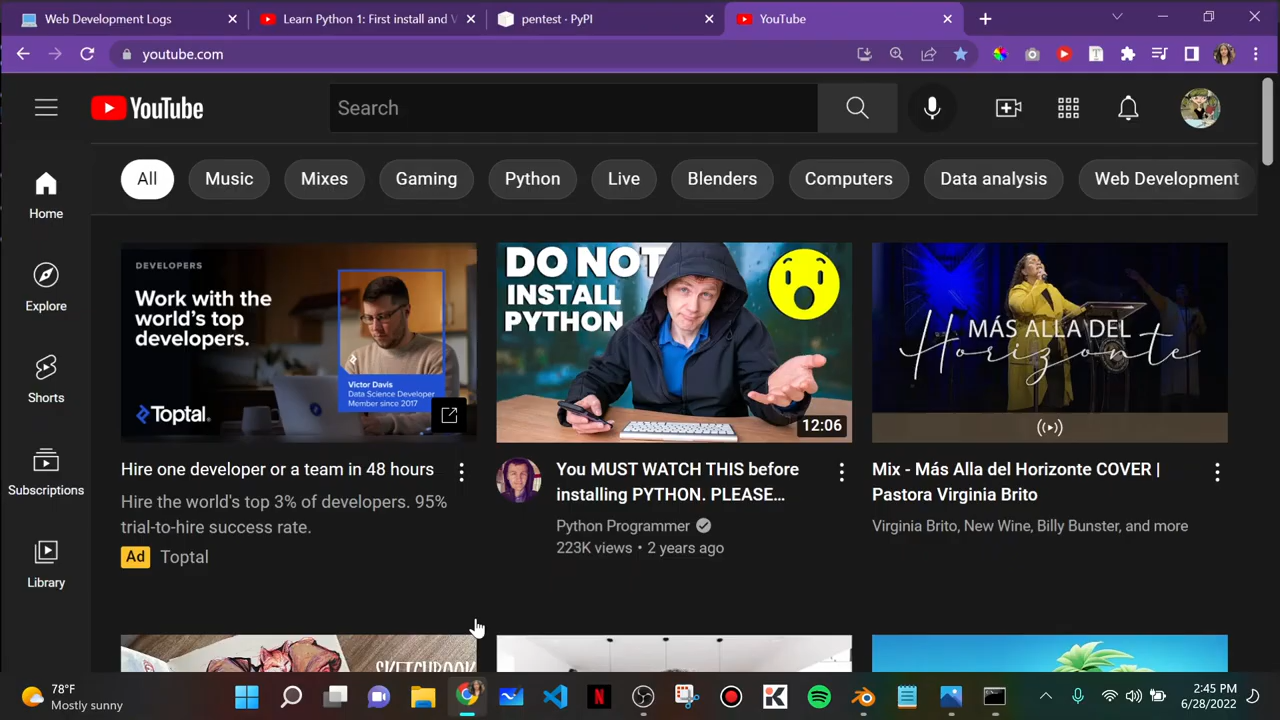 Web Development Logs
Learn Python 1: First install and V
pentest · PyPI
YouTube
youtube.com
YouTube
Search
All
Music
Mixes
Gaming
Python
Live
Blenders
Computers
Data analysis
Web Development
Home
Explore
Shorts
Subscriptions
Library
DEVELOPERS
Work with the
world's top
developers.
Victor Davis
Data Science Developer
Member since 2017
Toptal.
DO NOT
INSTALL
PYTHON
12:06
MÁS ALLA DEL
Horizonte
Hire one developer or a team in 48 hours
Hire the world's top 3% of developers. 95%
trial-to-hire success rate.
Ad Toptal
You MUST WATCH THIS before
installing PYTHON. PLEASE...
Python Programmer
223K views • 2 years ago
Mix - Más Alla del Horizonte COVER |
Pastora Virginia Brito
Virginia Brito, New Wine, Billy Bunster, and more
SKETCHBOOK
78°F
Mostly sunny
2:45 PM
6/28/2022